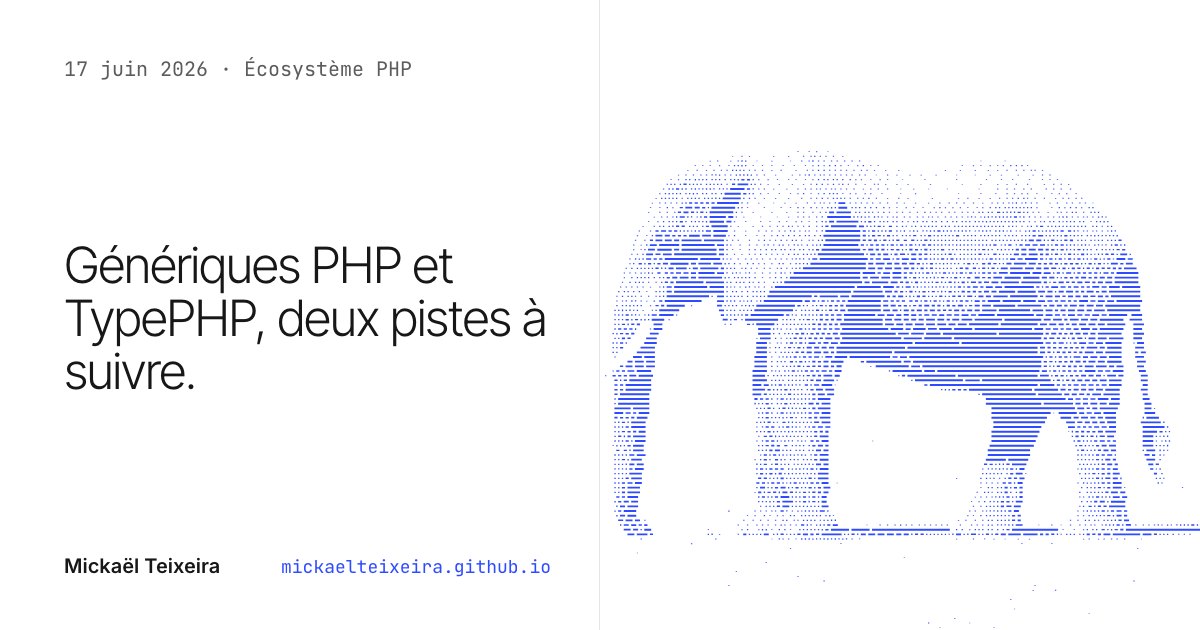 17 juin 2026 · Écosystème PHP
Génériques PHP et
TypePHP, deux pistes à
suivre.
Mickaël Teixeira
mickaelteixeira.github.io